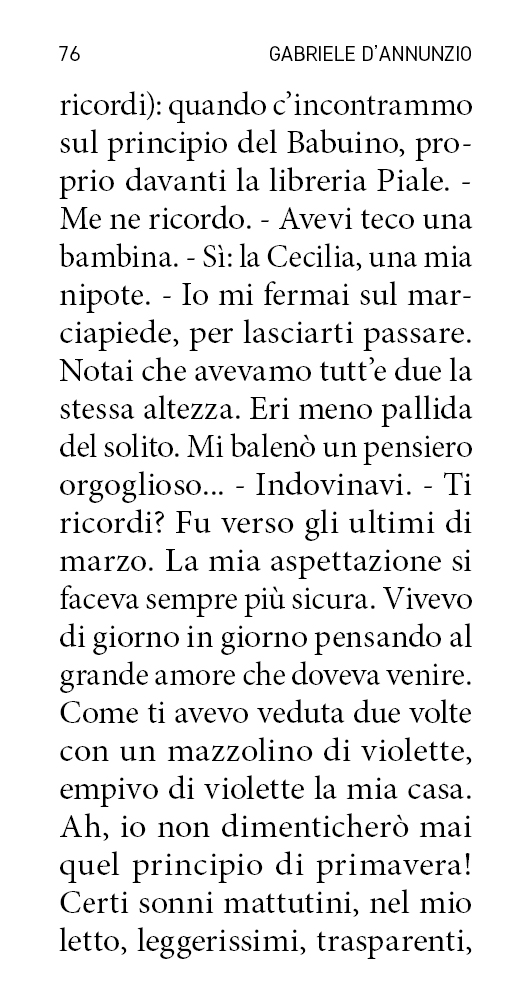 76 GABRIELE D’ANNUNZIO
ricordi): quando c’incontrammo
sul principio del Babuino, pro-
prio davanti la libreria Piale. -
Me ne ricordo. - Avevi teco una
bambina. - Sì: la Cecilia, una mia
nipote. - Io mi fermai sul mar-
ciapiede, per lasciarti passare.
Notai che avevamo tutt’e due la
stessa altezza. Eri meno pallida
del solito. Mi balenò un pensiero
orgoglioso... - Indovinavi. - Ti
ricordi? Fu verso gli ultimi di
marzo. La mia aspettazione si
faceva sempre più sicura. Vivevo
di giorno in giorno pensando al
grande amore che doveva venire.
Come ti avevo veduta due volte
con un mazzolino di violette,
empivo di violette la mia casa.
Ah, io non dimenticherò mai
quel principio di primavera!
Certi sonni mattutini, nel mio
letto, leggerissimi, trasparenti,